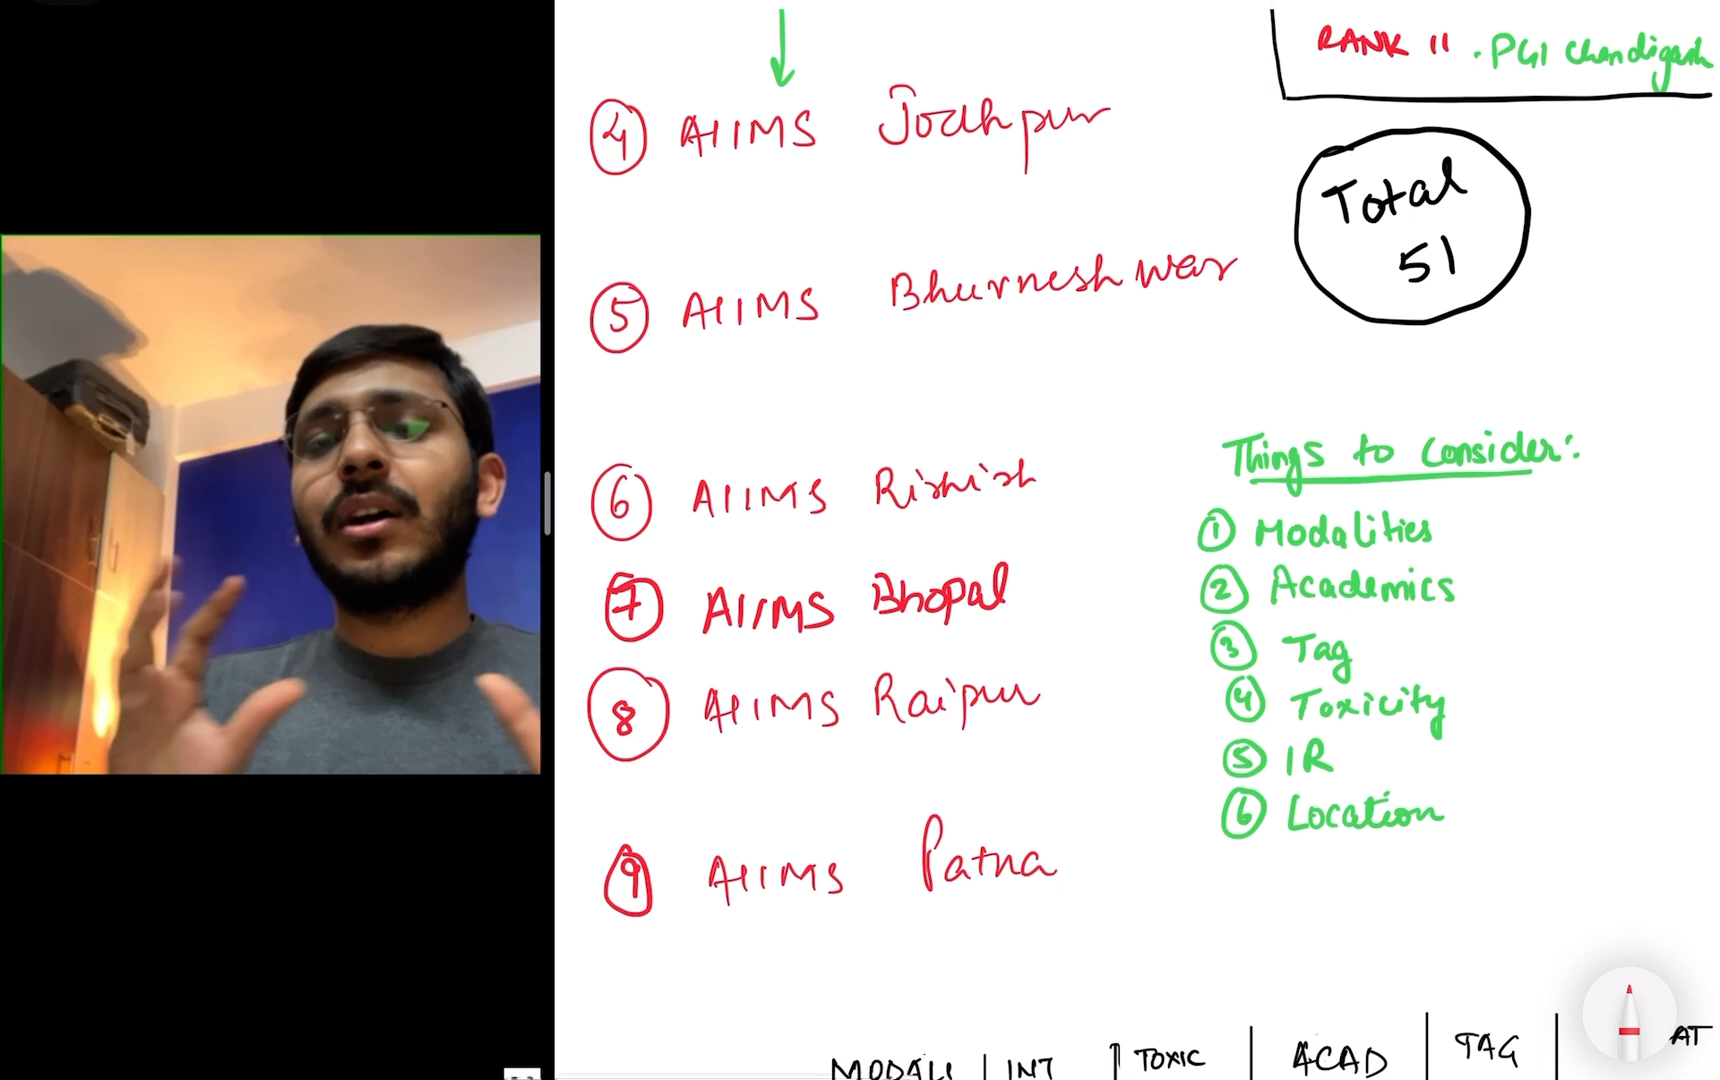 RANK 11 . PGI Chandigarh
④ AIIMS Jodhpur
Total
51
⑤ AIIMS Bhuvneshwar
Things to Consider:
⑥ AIIMS Rishish
① Modalities
⑦ AIIMS Bhopal
② Academics
③ Tag
⑧ AIIMS Raipur
④ Toxicity
⑤ IR
⑥ Location
⑨ AIIMS Patna
MODALI | INT | TOXIC | ACAD | TAG | AT